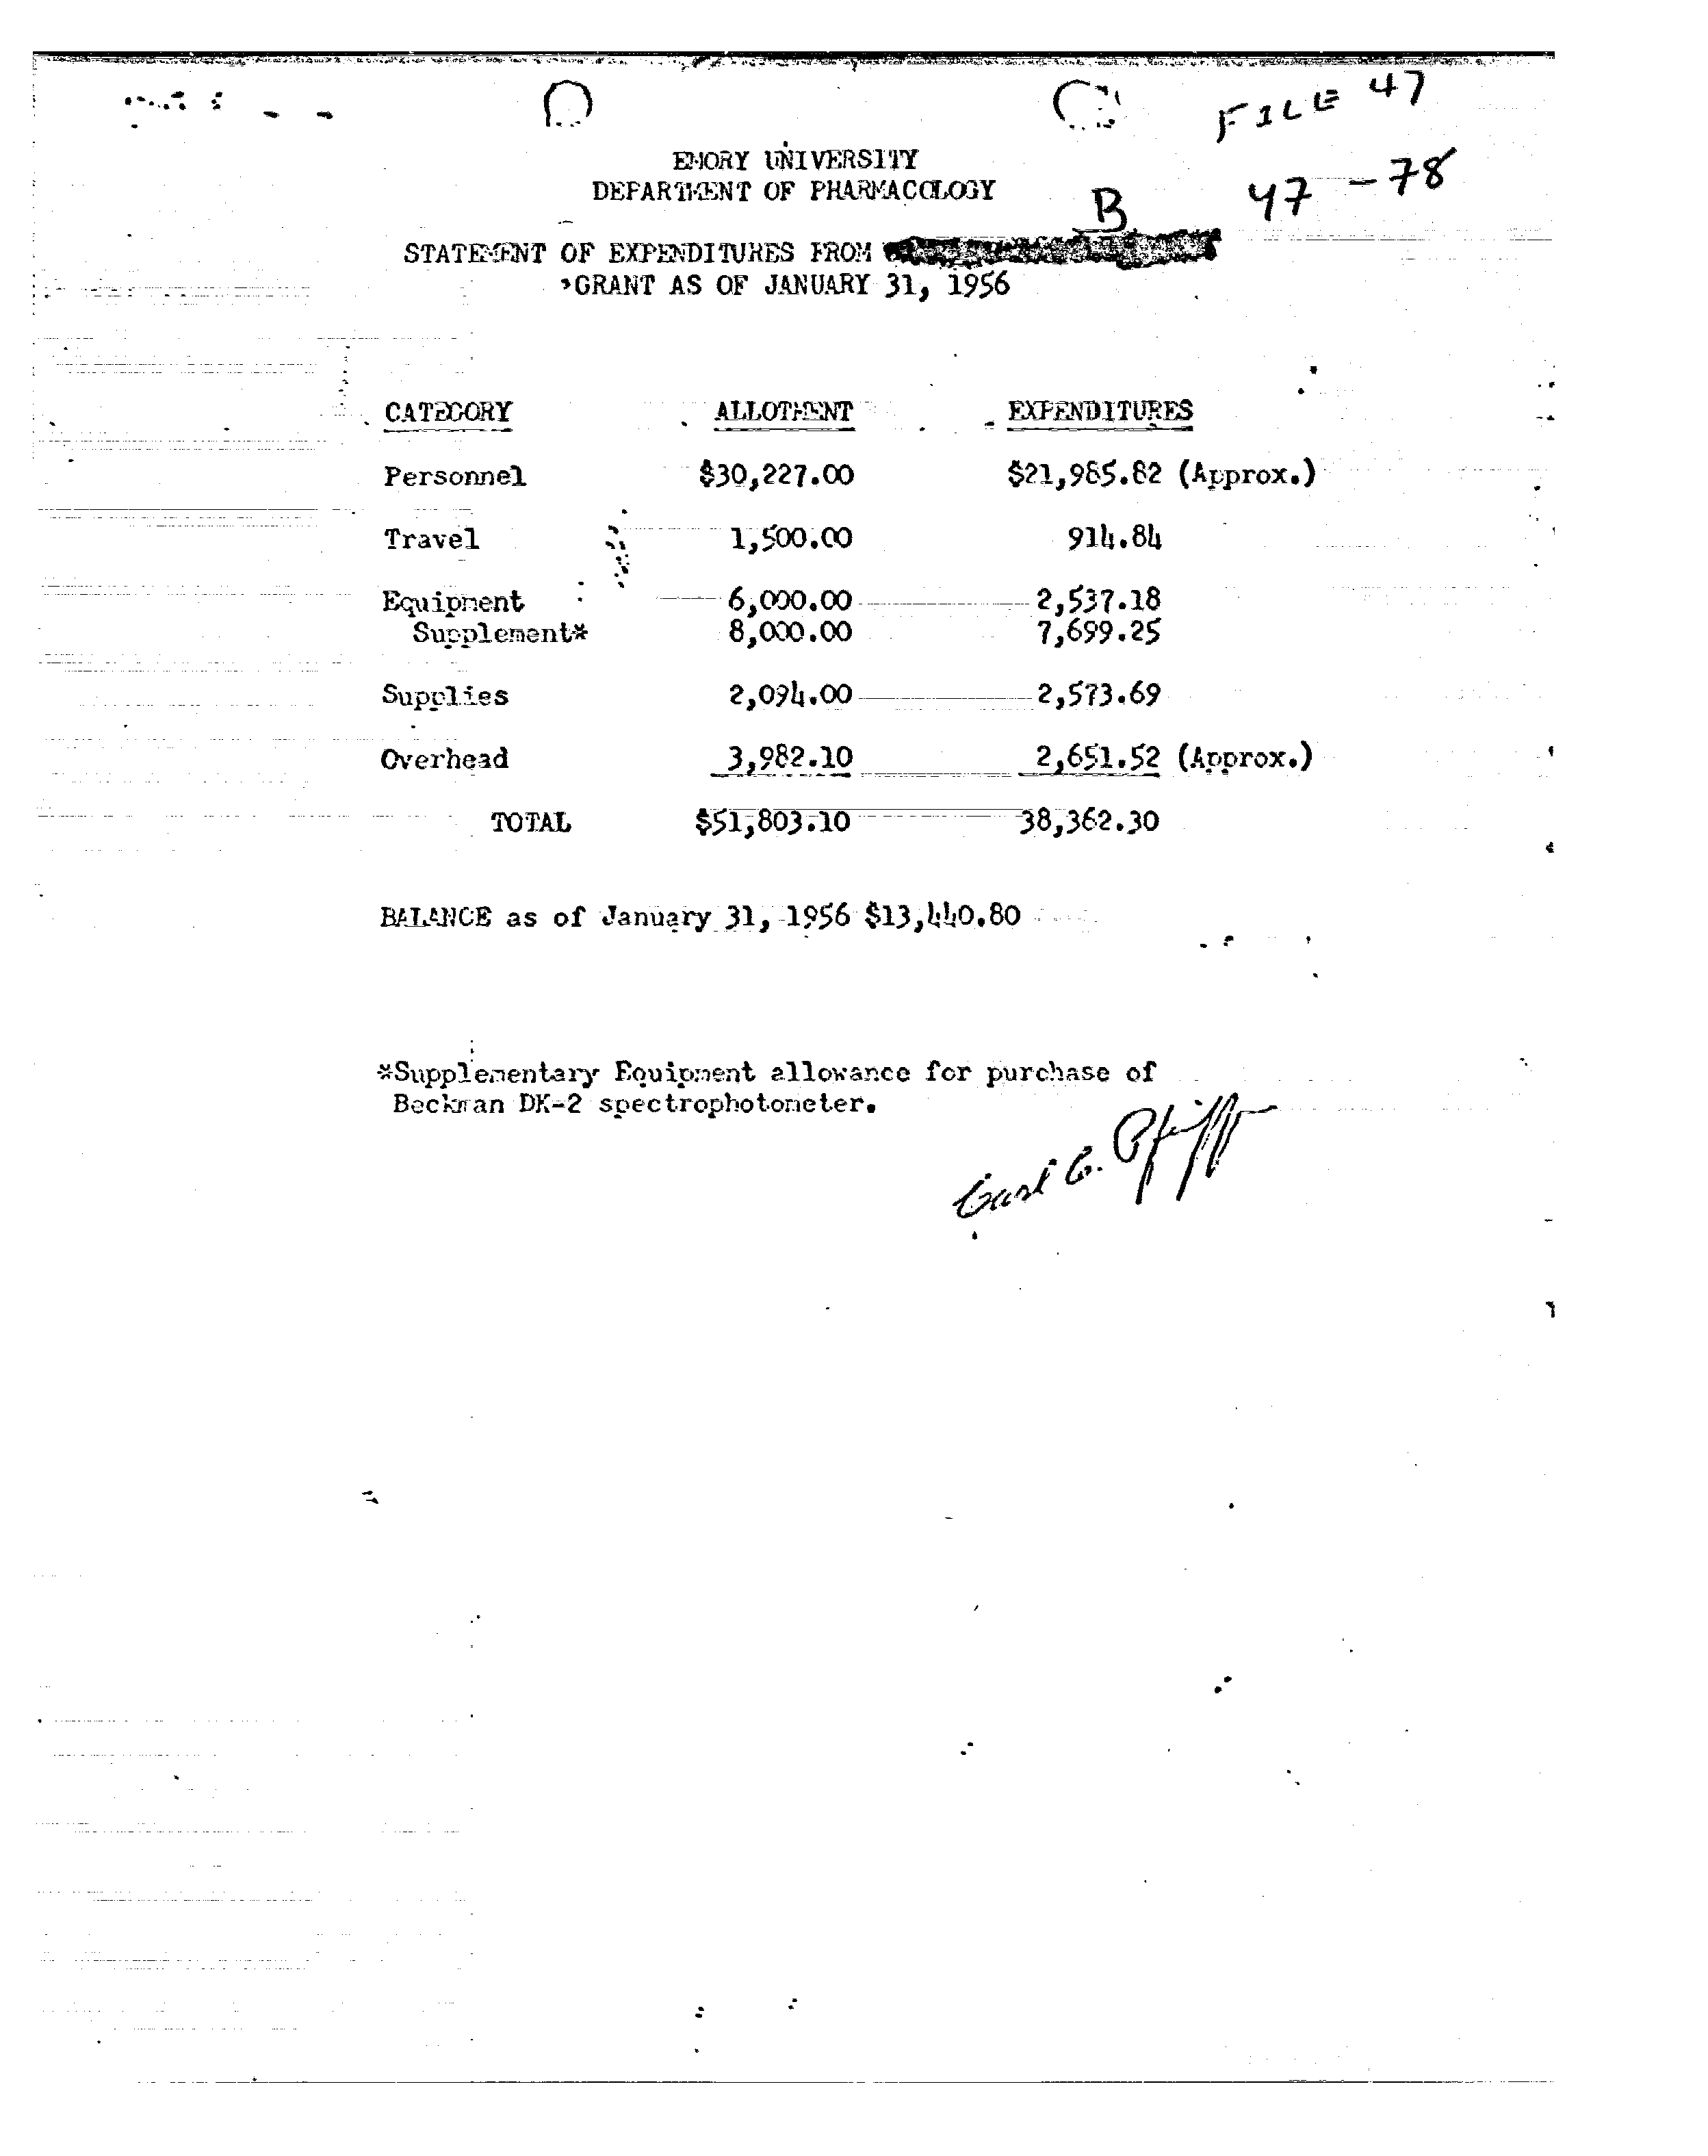 FILE 47
EMORY UNIVERSITY
DEPARTMENT OF PHARMACOLOGY
B 47-78
STATEMENT OF EXPENDITURES FROM
GRANT AS OF JANUARY 31, 1956
CATEGORY ALLOTMENT EXPENDITURES
Personnel $30,227.00 $21,985.82 (Approx.)
Travel 1,500.00 914.84
Equipment 6,000.00 2,537.18
Supplement* 8,000.00 7,699.25
Supplies 2,094.00 2,573.69
Overhead 3,982.10 2,651.52 (Approx.)
TOTAL $51,803.10 38,362.30
BALANCE as of January 31, 1956 $13,440.80
*Supplementary Equipment allowance for purchase of
Beckman DK-2 spectrophotometer.
Carl C. Pfeiffer